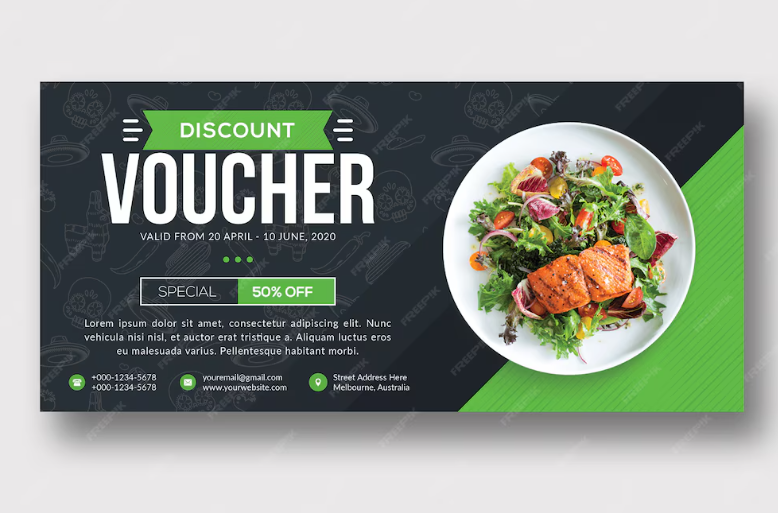 DISCOUNT
VOUCHER
VALID FROM 20 APRIL - 10 JUNE, 2020
SPECIAL 50% OFF
Lorem ipsum dolor sit amet, consectetur adipiscing elit. Nunc
vehicula nisi nisl, et auctor erat tristique a. Aliquam luctus eros
eu malesuada varius. Pellentesque habitant morbi.
+000-1234-5678
+000-1234-5678
youremail@gmail.com
www.yourwebsite.com
Street Address Here
Melbourne, Australia
FREEPIK